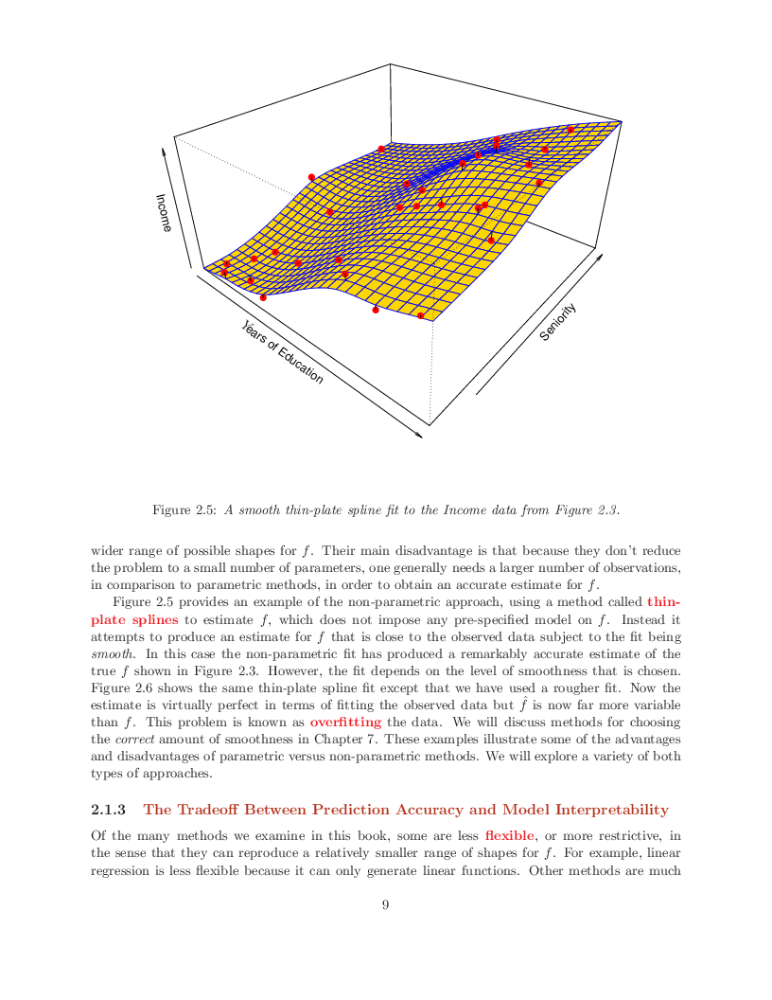 Income
Years of Education
Seniority
Figure 2.5: A smooth thin-plate spline fit to the Income data from Figure 2.3.
wider range of possible shapes for f. Their main disadvantage is that because they don't reduce
the problem to a small number of parameters, one generally needs a larger number of observations,
in comparison to parametric methods, in order to obtain an accurate estimate for f.
Figure 2.5 provides an example of the non-parametric approach, using a method called thin-
plate splines to estimate f, which does not impose any pre-specified model on f. Instead it
attempts to produce an estimate for f that is close to the observed data subject to the fit being
smooth. In this case the non-parametric fit has produced a remarkably accurate estimate of the
true f shown in Figure 2.3. However, the fit depends on the level of smoothness that is chosen.
Figure 2.6 shows the same thin-plate spline fit except that we have used a rougher fit. Now the
estimate is virtually perfect in terms of fitting the observed data but f̂ is now far more variable
than f. This problem is known as overfitting the data. We will discuss methods for choosing
the correct amount of smoothness in Chapter 7. These examples illustrate some of the advantages
and disadvantages of parametric versus non-parametric methods. We will explore a variety of both
types of approaches.
2.1.3 The Tradeoff Between Prediction Accuracy and Model Interpretability
Of the many methods we examine in this book, some are less flexible, or more restrictive, in
the sense that they can reproduce a relatively smaller range of shapes for f. For example, linear
regression is less flexible because it can only generate linear functions. Other methods are much
9